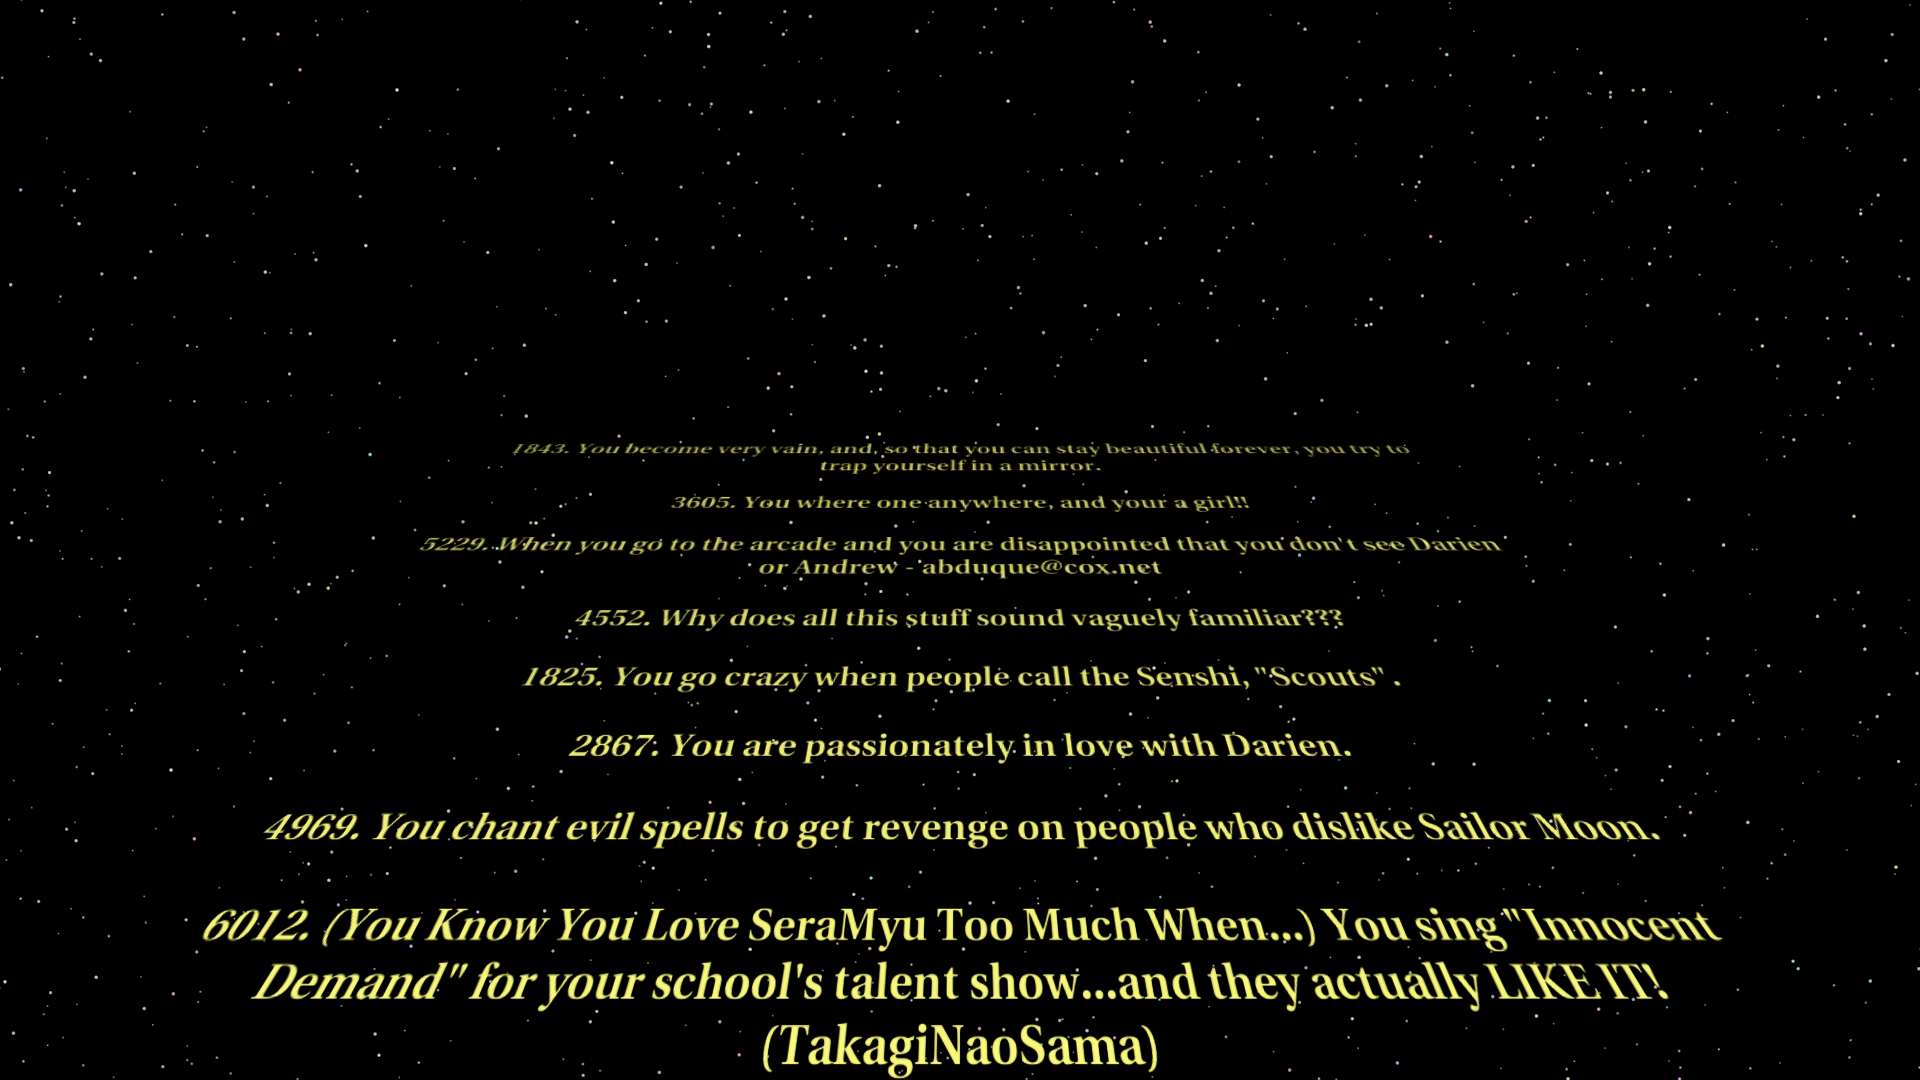 1843. You become very vain, and, so that you can stay beautiful forever, you try to
trap yourself in a mirror.
3605. You where one anywhere, and your a girl!!
5229. When you go to the arcade and you are disappointed that you don't see Darien
or Andrew - abduque@cox.net
4552. Why does all this stuff sound vaguely familiar???
1825. You go crazy when people call the Senshi, "Scouts" .
2867. You are passionately in love with Darien.
4969. You chant evil spells to get revenge on people who dislike Sailor Moon.
6012. (You Know You Love SeraMyu Too Much When...) You sing "Innocent
Demand" for your school's talent show...and they actually LIKE IT!
(TakagiNaoSama)